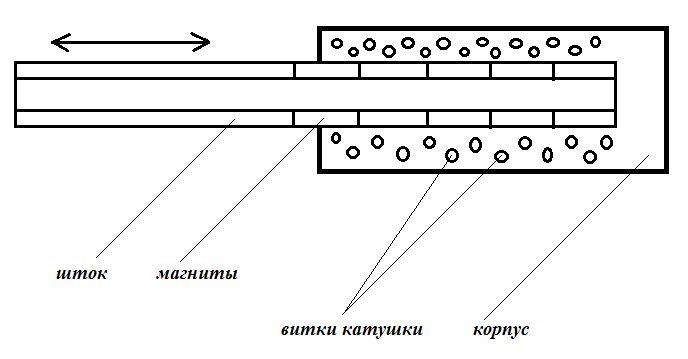 шток
магниты
витки катушки
корпус